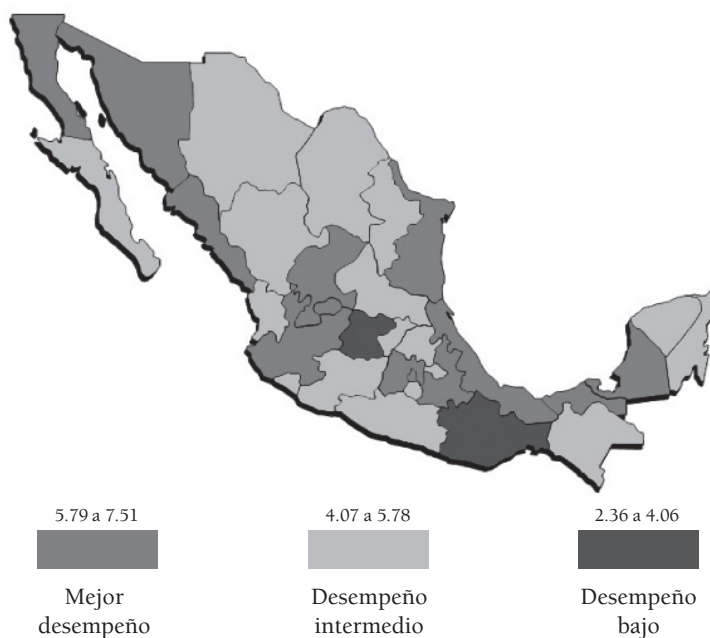 5.79 a 7.51
4.07 a 5.78
2.36 a 4.06
Mejor
desempeño
Desempeño
intermedio
Desempeño
bajo